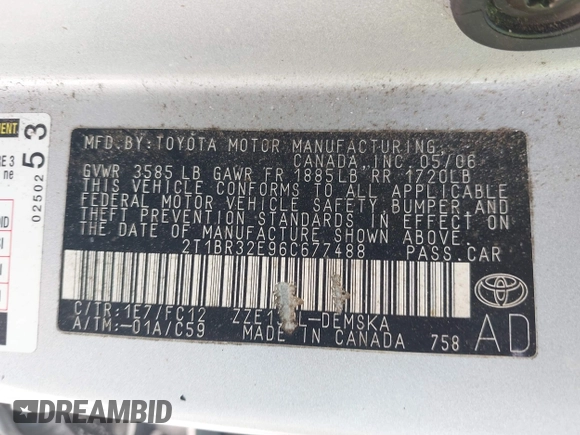 MFD.BY:TOYOTA MOTOR MANUFACTURING
CANADA, INC. 05/06
GVWR 3585 LB GAWR FR 1885LB RR 1720LB
THIS VEHICLE CONFORMS TO ALL APPLICABLE
FEDERAL MOTOR VEHICLE SAFETY, BUMPER AND
THEFT PREVENTION STANDARDS IN EFFECT ON
THE DATE OF MANUFACTURE SHOWN ABOVE.
2T1BR32E96C677488 PASS.CAR
C/TR:1E7/FC12
A/TM:-01A/C59 MADE IN CANADA 758
AD
0250253
DREAMBID